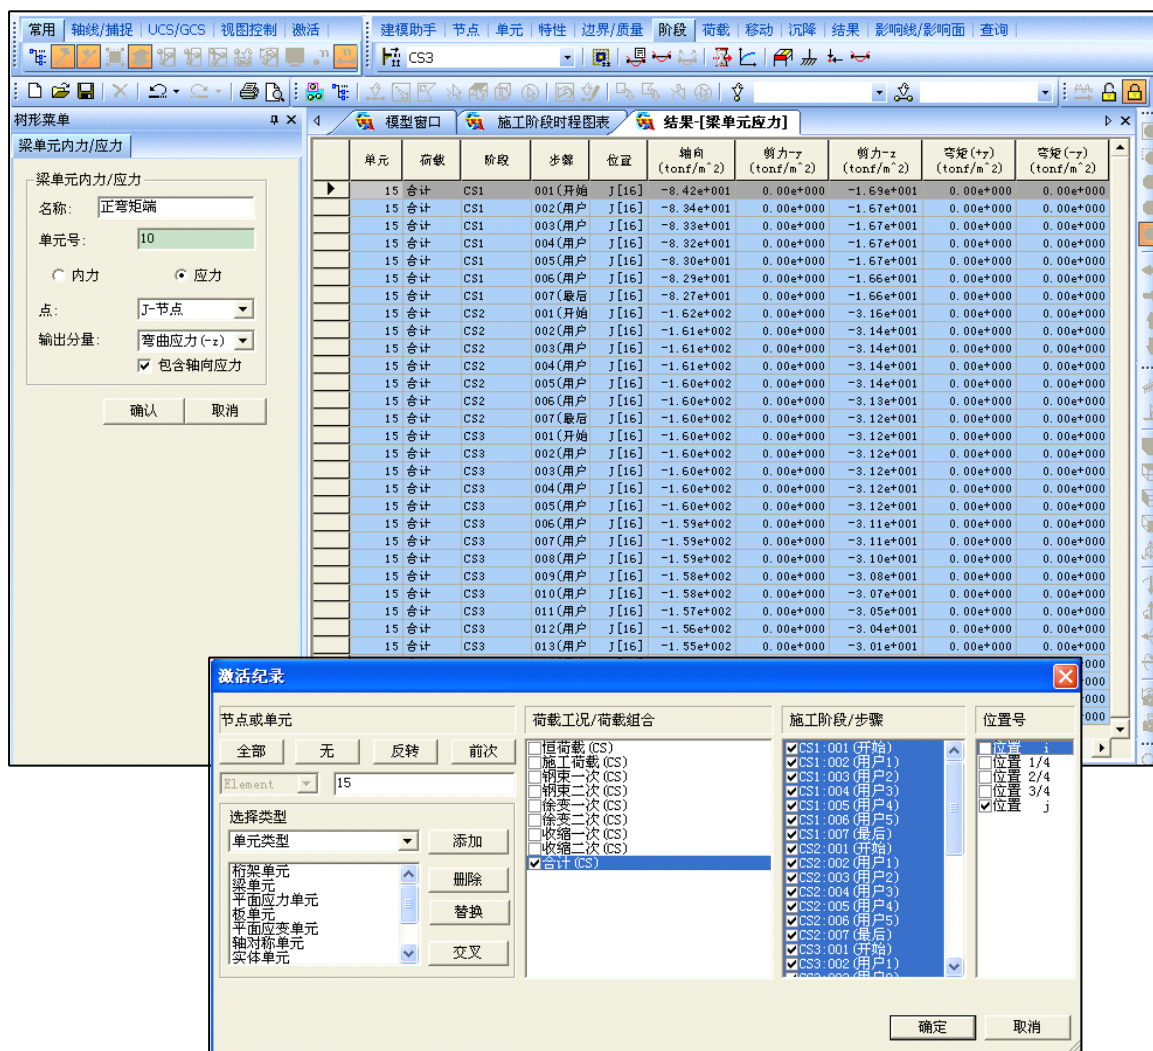 常用 轴线/捕捉 UCS/GCS 视图控制 激活 建模助手 节点 单元 特性 边界/质量 阶段 荷载 移动 沉降 结果 影响线/影响面 查询
CS3
树形菜单
梁单元内力/应力
梁单元内力/应力
名称: 正弯矩端
单元号: 10
内力 应力
点: J-节点
输出分量: 弯曲应力(-z)
包含轴向应力
确认 取消
模型窗口 施工阶段时程图表 结果-[梁单元应力]
单元 荷载 阶段 步骤 位置 轴向 (tonf/m^2) 剪力-y (tonf/m^2) 剪力-z (tonf/m^2) 弯矩(+y) (tonf/m^2) 弯矩(-y) (tonf/m^2)
15 合计 CS1 001(开始 J[16] -8.42e+001 0.00e+000 -1.69e+001 0.00e+000 0.00e+000
15 合计 CS1 002(用户 J[16] -8.34e+001 0.00e+000 -1.67e+001 0.00e+000 0.00e+000
15 合计 CS1 003(用户 J[16] -8.33e+001 0.00e+000 -1.67e+001 0.00e+000 0.00e+000
15 合计 CS1 004(用户 J[16] -8.32e+001 0.00e+000 -1.67e+001 0.00e+000 0.00e+000
15 合计 CS1 005(用户 J[16] -8.30e+001 0.00e+000 -1.67e+001 0.00e+000 0.00e+000
15 合计 CS1 006(用户 J[16] -8.29e+001 0.00e+000 -1.66e+001 0.00e+000 0.00e+000
15 合计 CS1 007(最后 J[16] -8.27e+001 0.00e+000 -1.66e+001 0.00e+000 0.00e+000
15 合计 CS2 001(开始 J[16] -1.62e+002 0.00e+000 -3.16e+001 0.00e+000 0.00e+000
15 合计 CS2 002(用户 J[16] -1.61e+002 0.00e+000 -3.14e+001 0.00e+000 0.00e+000
15 合计 CS2 003(用户 J[16] -1.61e+002 0.00e+000 -3.14e+001 0.00e+000 0.00e+000
15 合计 CS2 004(用户 J[16] -1.61e+002 0.00e+000 -3.14e+001 0.00e+000 0.00e+000
15 合计 CS2 005(用户 J[16] -1.60e+002 0.00e+000 -3.14e+001 0.00e+000 0.00e+000
15 合计 CS2 006(用户 J[16] -1.60e+002 0.00e+000 -3.13e+001 0.00e+000 0.00e+000
15 合计 CS2 007(最后 J[16] -1.60e+002 0.00e+000 -3.12e+001 0.00e+000 0.00e+000
15 合计 CS3 001(开始 J[16] -1.60e+002 0.00e+000 -3.12e+001 0.00e+000 0.00e+000
15 合计 CS3 002(用户 J[16] -1.60e+002 0.00e+000 -3.12e+001 0.00e+000 0.00e+000
15 合计 CS3 003(用户 J[16] -1.60e+002 0.00e+000 -3.12e+001 0.00e+000 0.00e+000
15 合计 CS3 004(用户 J[16] -1.60e+002 0.00e+000 -3.12e+001 0.00e+000 0.00e+000
15 合计 CS3 005(用户 J[16] -1.60e+002 0.00e+000 -3.12e+001 0.00e+000 0.00e+000
15 合计 CS3 006(用户 J[16] -1.59e+002 0.00e+000 -3.11e+001 0.00e+000 0.00e+000
15 合计 CS3 007(用户 J[16] -1.59e+002 0.00e+000 -3.11e+001 0.00e+000 0.00e+000
15 合计 CS3 008(用户 J[16] -1.59e+002 0.00e+000 -3.10e+001 0.00e+000 0.00e+000
15 合计 CS3 009(用户 J[16] -1.58e+002 0.00e+000 -3.08e+001 0.00e+000 0.00e+000
15 合计 CS3 010(用户 J[16] -1.58e+002 0.00e+000 -3.07e+001 0.00e+000 0.00e+000
15 合计 CS3 011(用户 J[16] -1.57e+002 0.00e+000 -3.05e+001 0.00e+000 0.00e+000
15 合计 CS3 012(用户 J[16] -1.56e+002 0.00e+000 -3.04e+001 0.00e+000 0.00e+000
15 合计 CS3 013(用户 J[16] -1.55e+002 0.00e+000 -3.01e+001 0.00e+000 0.00e+000
000
000
000
000
激活纪录
节点或单元
全部 无 反转 前次
Element 15
选择类型
单元类型 添加
桁架单元
梁单元
平面应力单元
板单元
平面应变单元
轴对称单元
实体单元
删除
替换
交叉
荷载工况/荷载组合
恒荷载(CS)
施工荷载(CS)
钢束一次(CS)
钢束二次(CS)
徐变一次(CS)
徐变二次(CS)
收缩一次(CS)
收缩二次(CS)
合计(CS)
施工阶段/步骤
CS1:001(开始)
CS1:002(用户1)
CS1:003(用户2)
CS1:004(用户3)
CS1:005(用户4)
CS1:006(用户5)
CS1:007(最后)
CS2:001(开始)
CS2:002(用户1)
CS2:003(用户2)
CS2:004(用户3)
CS2:005(用户4)
CS2:006(用户5)
CS2:007(最后)
CS3:001(开始)
CS3:002(用户1)
位置号
位置 i
位置 1/4
位置 2/4
位置 3/4
位置 j
确定 取消